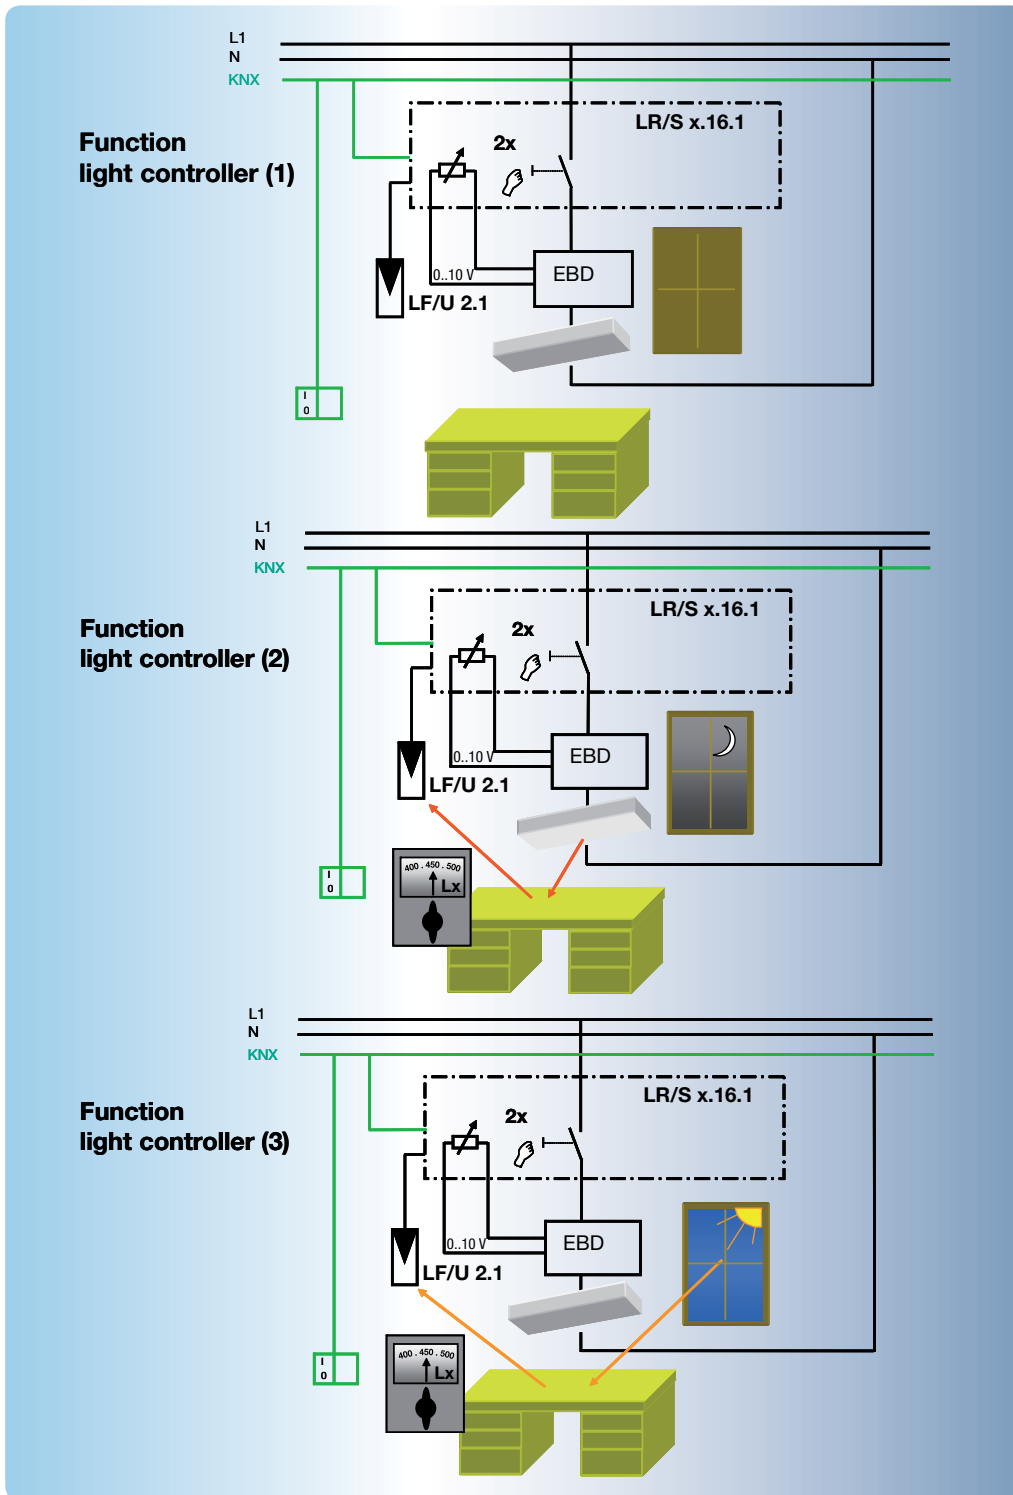 L1
N
KNX
LR/S x.16.1
Function
light controller (1)
2x
0..10 V
EBD
LF/U 2.1
I
0
L1
N
KNX
LR/S x.16.1
Function
light controller (2)
2x
0..10 V
EBD
LF/U 2.1
400 . 450 . 500
Lx
I
0
L1
N
KNX
LR/S x.16.1
Function
light controller (3)
2x
0..10 V
EBD
LF/U 2.1
400 . 450 . 500
Lx
I
0